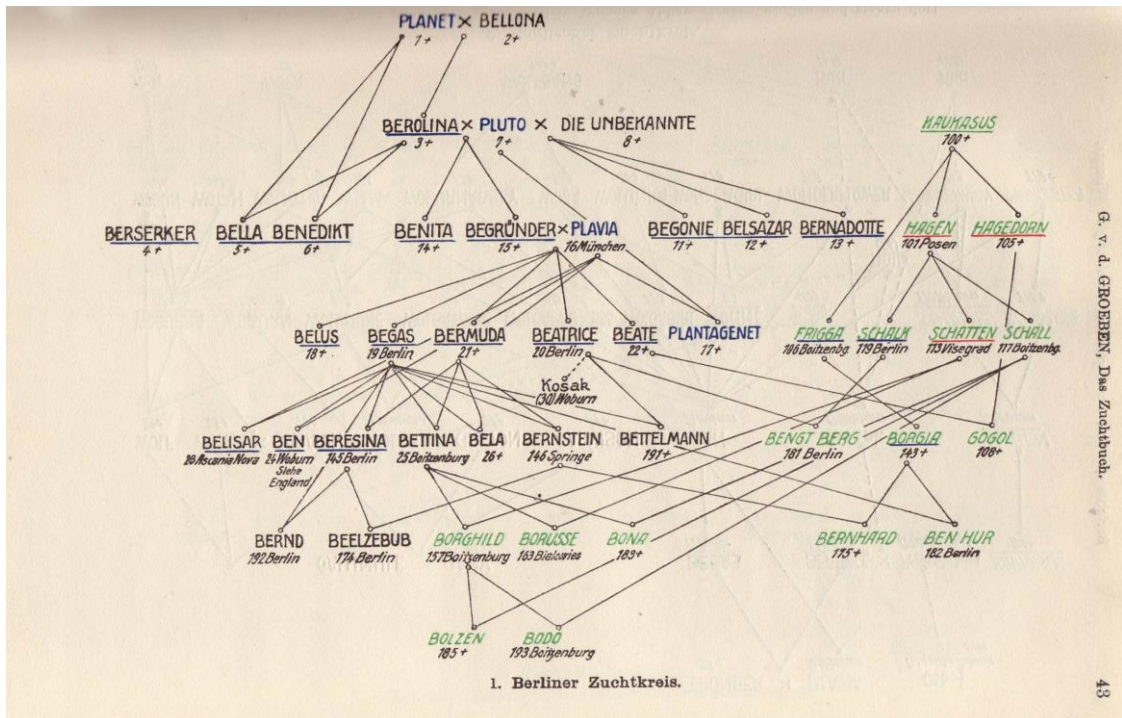 PLANET × BELLONA
1+ 2+
BEROLINA × PLUTO × DIE UNBEKANNTE
3+ 7+ 8+
KAUKASUS
100+
BERSERKER BELLA BENEDIKT BENITA BEGRÜNDER × PLAVIA BEGONIE BELSAZAR BERNADOTTE HAGEN HAGEDORN
4+ 5+ 6+ 14+ 15+ 16 München 11+ 12+ 13+ 101 Posen 105+
BELUS BEGAS BERMUDA BEATRICE BEATE PLANTAGENET FRIGGA SCHALK SCHATTEN SCHALL
18+ 19 Berlin 21+ 20 Berlin 22+ 17+ 106 Boitzenbg. 119 Berlin 113 Visegrad 117 Boitzenbg.
Kosak
(30) Woburn
BELISAR BEN BERESINA BETTINA BELA BERNSTEIN BETTELMANN BENGT BERG BORGIA GOGOL
28 Ascania Nova 24 Woburn 145 Berlin 25 Boitzenburg 26+ 146 Springe 191+ 181 Berlin 143+ 108+
Siehe
England
BERND BEELZEBUB BORGHILD BORUSSE BONA BERNHARD BEN HUR
192 Berlin 174 Berlin 157 Boitzenburg 163 Bialowies 183+ 175+ 182 Berlin
BOLZEN BODO
185+ 193 Boitzenburg
1. Berliner Zuchtkreis.
G. v. d. GROEBEN, Das Zuchtbuch.
43